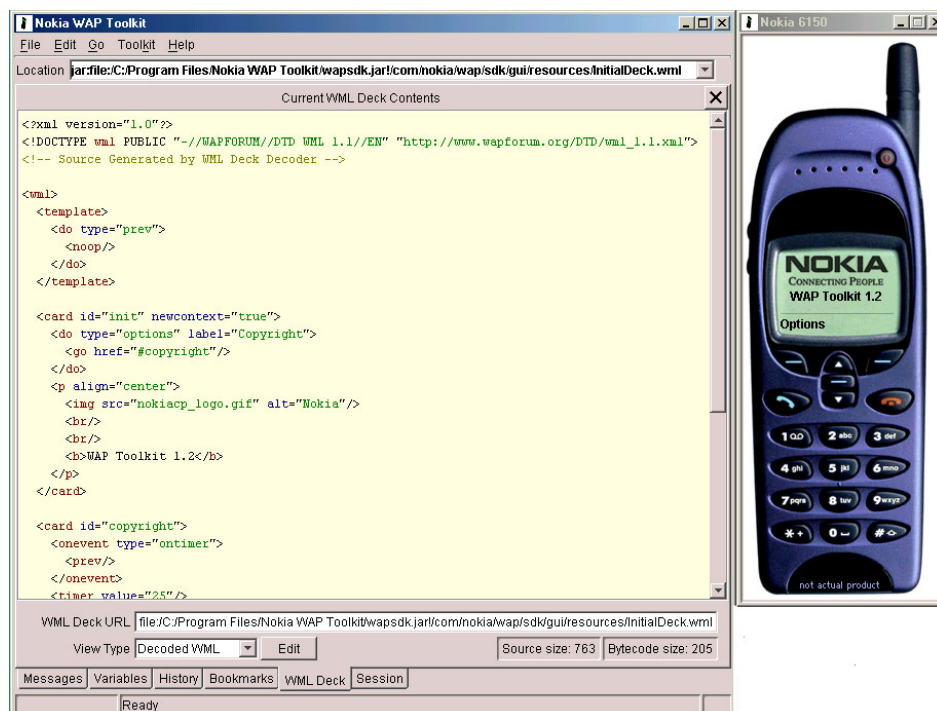 Nokia WAP Toolkit
File Edit Go Toolkit Help
Location jar:file:/C:/Program Files/Nokia WAP Toolkit/wapsdk.jar!/com/nokia/wap/sdk/gui/resources/InitialDeck.wml
Current WML Deck Contents
<?xml version="1.0"?>
<!DOCTYPE wml PUBLIC "-//WAPFORUM//DTD WML 1.1//EN" "http://www.wapforum.org/DTD/wml_1.1.xml">
<!-- Source Generated by WML Deck Decoder -->
<wml>
<template>
<do type="prev">
<noop/>
</do>
</template>
<card id="init" newcontext="true">
<do type="options" label="Copyright">
<go href="#copyright"/>
</do>
<p align="center">
<img src="nokiacp_logo.gif" alt="Nokia"/>
<br/>
<br/>
<b>WAP Toolkit 1.2</b>
</p>
</card>
<card id="copyright">
<onevent type="ontimer">
<prev/>
</onevent>
<timer value="25"/>
WML Deck URL file:/C:/Program Files/Nokia WAP Toolkit/wapsdk.jar!/com/nokia/wap/sdk/gui/resources/InitialDeck.wml
View Type Decoded WML Edit Source size: 763 Bytecode size: 205
Messages Variables History Bookmarks WML Deck Session
Ready
Nokia 6150
NOKIA
CONNECTING PEOPLE
WAP Toolkit 1.2
Options
1 2 abc 3 def
4 ghi 5 jkl 6 mno
7 pqrs 8 tuv 9 wxyz
* + 0 #
not actual product